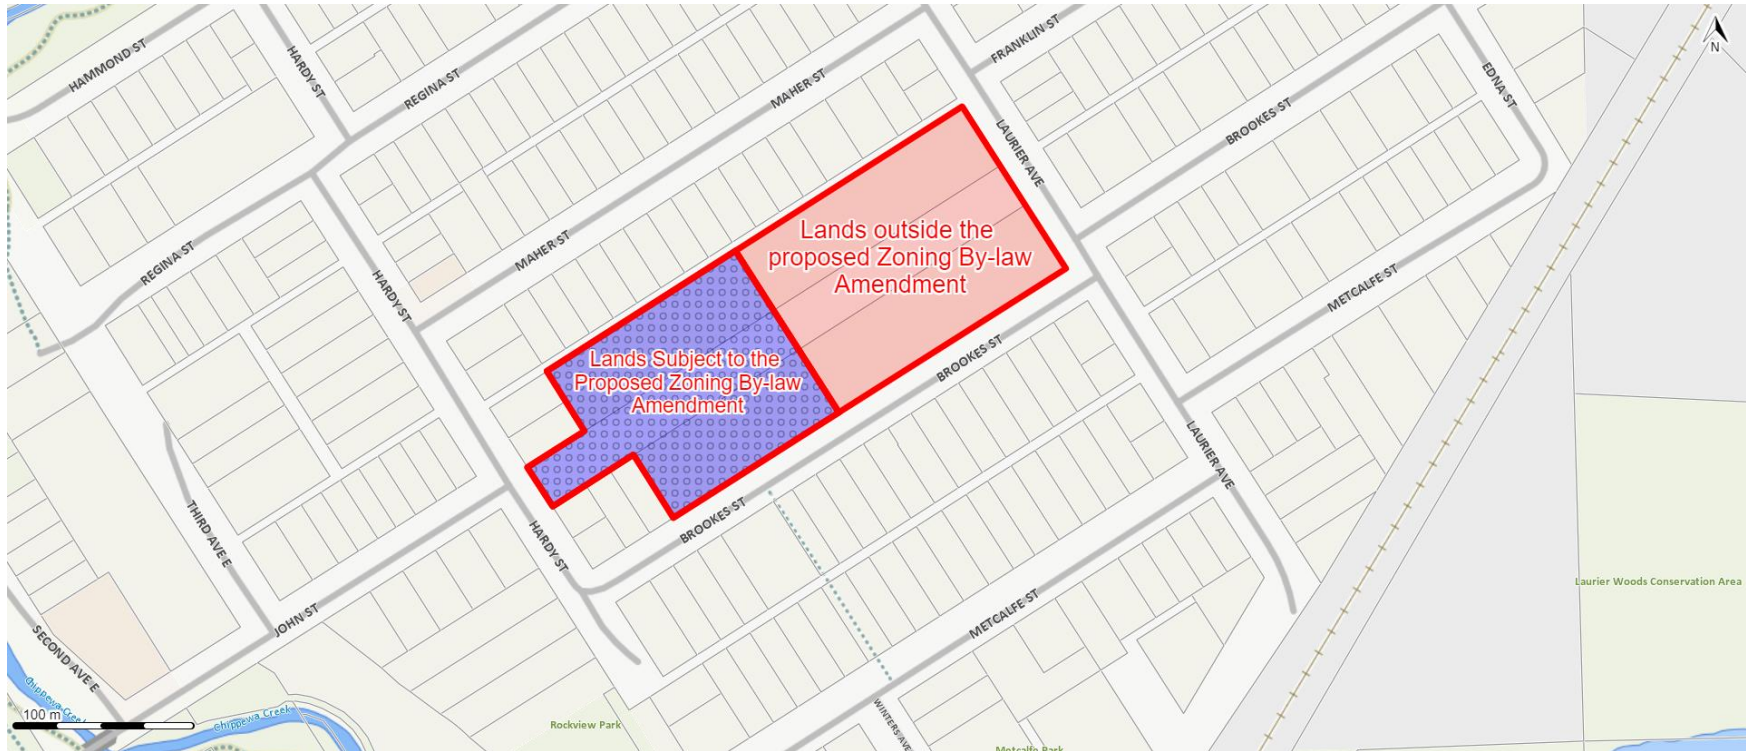 HAMMOND ST
HARDY ST
REGINA ST
MAHER ST
FRANKLIN ST
EDNA ST
N
LAURIER AVE
BROOKES ST
REGINA ST
MAHER ST
HARDY ST
Lands outside the
proposed Zoning By-law
Amendment
METCALFE ST
Lands Subject to the
Proposed Zoning By-law
Amendment
BROOKES ST
LAURIER AVE
THIRD AVE E
HARDY ST
BROOKES ST
Laurier Woods Conservation Area
JOHN ST
METCALFE ST
SECOND AVE E
Chippewa Creek
100 m
Chippewa Creek
Rockview Park
WINTERS AVE
Metcalfe Park